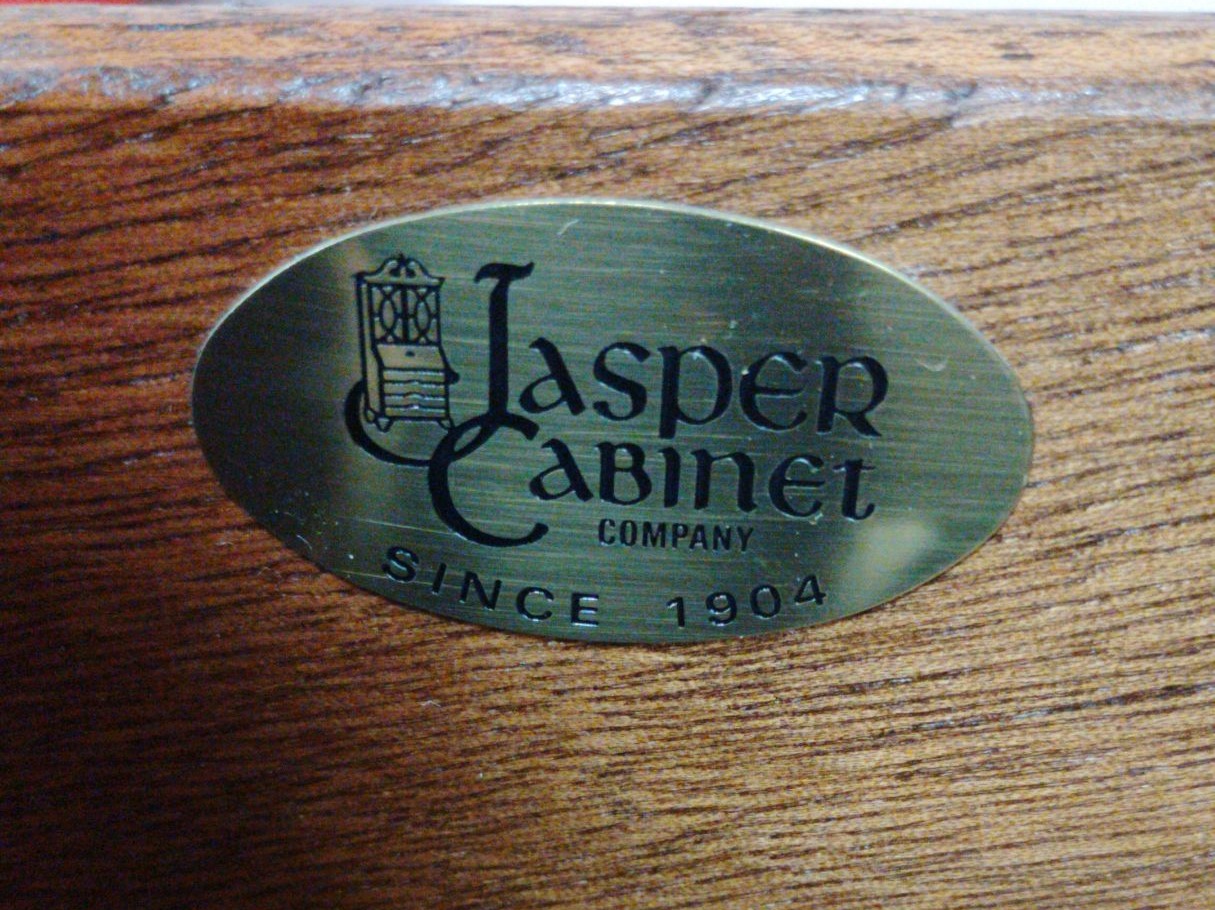 Jasper
Cabinet
COMPANY
SINCE 1904